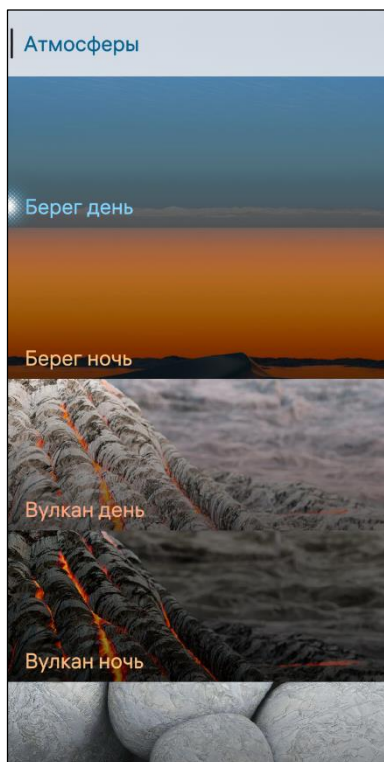 Атмосферы
Берег день
Берег ночь
Вулкан день
Вулкан ночь